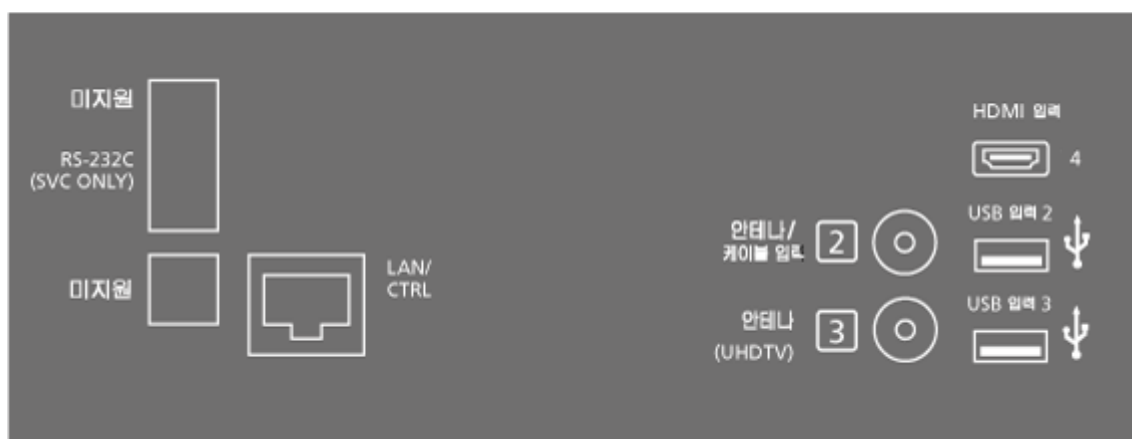 미지원
RS-232C
(SVC ONLY)
미지원
LAN/
CTRL
HDMI 입력
4
USB 입력 2
안테나/
케이블 입력
2
USB 입력 3
안테나
(UHDTV)
3